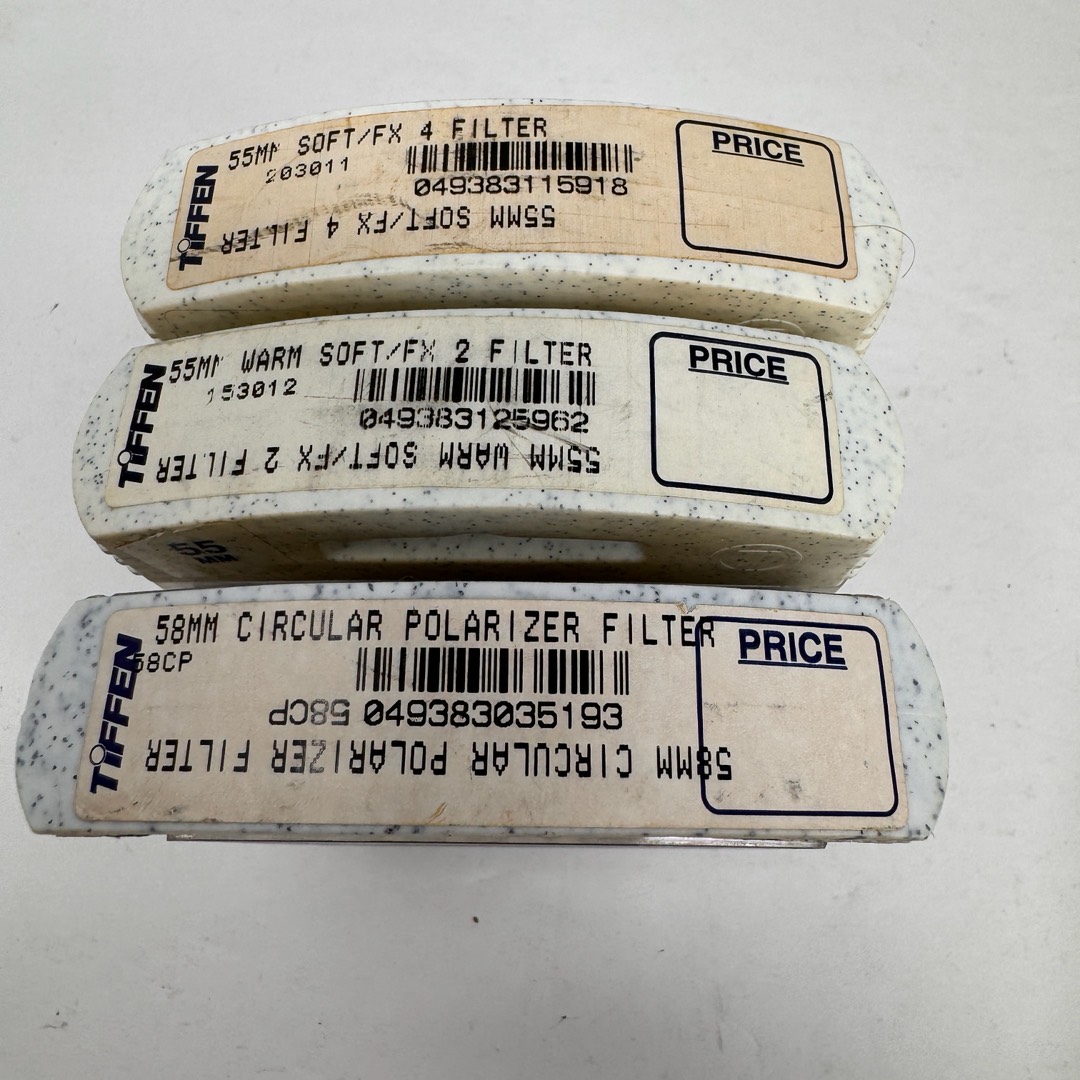 TIFFEN
55MM SOFT/FX 4 FILTER
203011
049383115918
55MM SOFT/FX 4 FILTER
PRICE
TIFFEN
55MM WARM SOFT/FX 2 FILTER
153012
049383125962
55MM WARM SOFT/FX 2 FILTER
PRICE
55
MM
TIFFEN
58MM CIRCULAR POLARIZER FILTER
58CP
58CP 049383035193
58MM CIRCULAR POLARIZER FILTER
PRICE